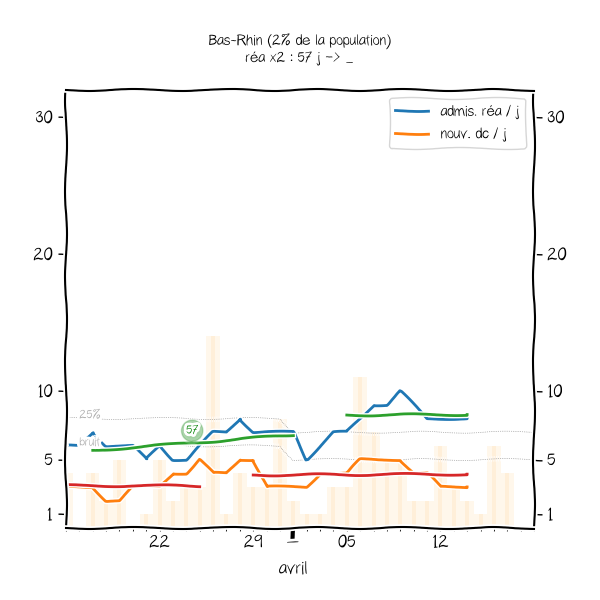 Bas-Rhin (2% de la population)
réa x2 : 57 j -> _
admis. réa / j
nouv. dc / j
30
30
20
20
10
10
25%
57
bruit
5
5
1
1
22
29
05
12
avril